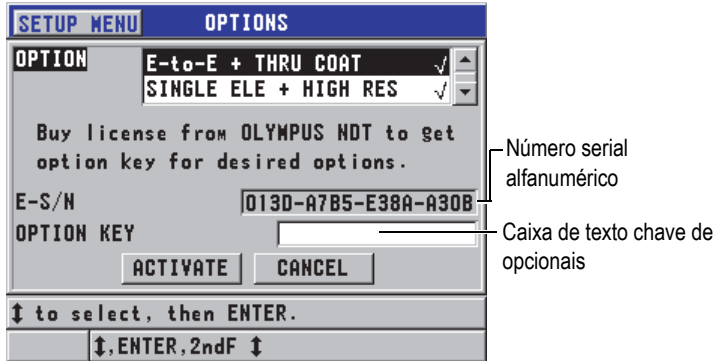 SETUP MENU OPTIONS
OPTION
E-to-E + THRU COAT √
SINGLE ELE + HIGH RES √
Buy license from OLYMPUS NDT to get
option key for desired options.
E-S/N 013D-A7B5-E38A-A30B
Número serial
alfanumérico
OPTION KEY
Caixa de texto chave de
opcionais
ACTIVATE CANCEL
↕ to select, then ENTER.
↕,ENTER,2ndF ↕